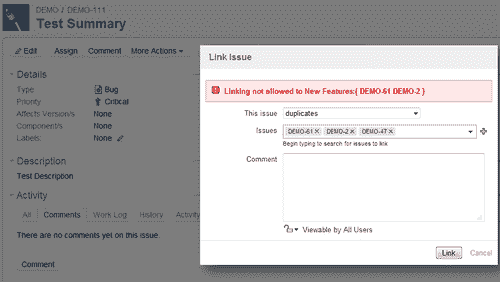 DEMO / DEMO-111
Test Summary
Edit Assign Comment More Actions
Details
Type Bug
Priority Critical
Affects Version/s None
Component/s None
Labels: None
Description
Test Description
Activity
All Comments Work Log History Activity
There are no comments yet on this issue.
Comment
Link Issue
Linking not allowed to New Features:( DEMO-61 DEMO-2 )
This issue duplicates
Issues DEMO-61 DEMO-2 DEMO-47
Begin typing to search for issues to link
Comment
Viewable by All Users
Link Cancel